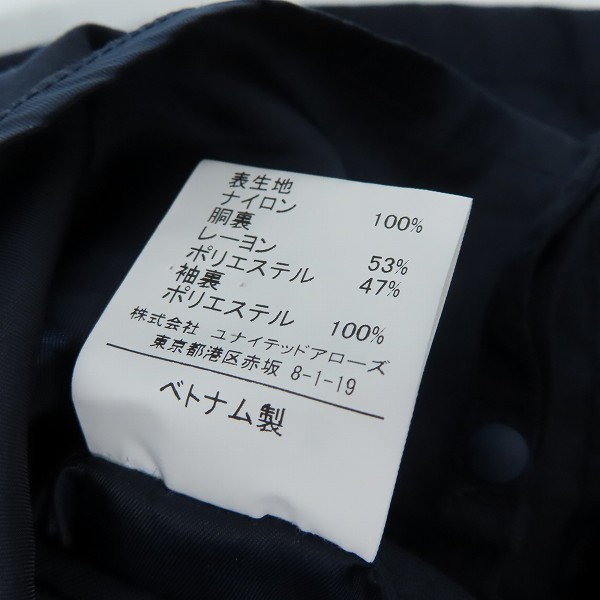 表生地
ナイロン 100%
胴裏
レーヨン 53%
ポリエステル 47%
袖裏
ポリエステル 100%
株式会社 ユナイテッドアローズ
東京都港区赤坂 8-1-19
ベトナム製